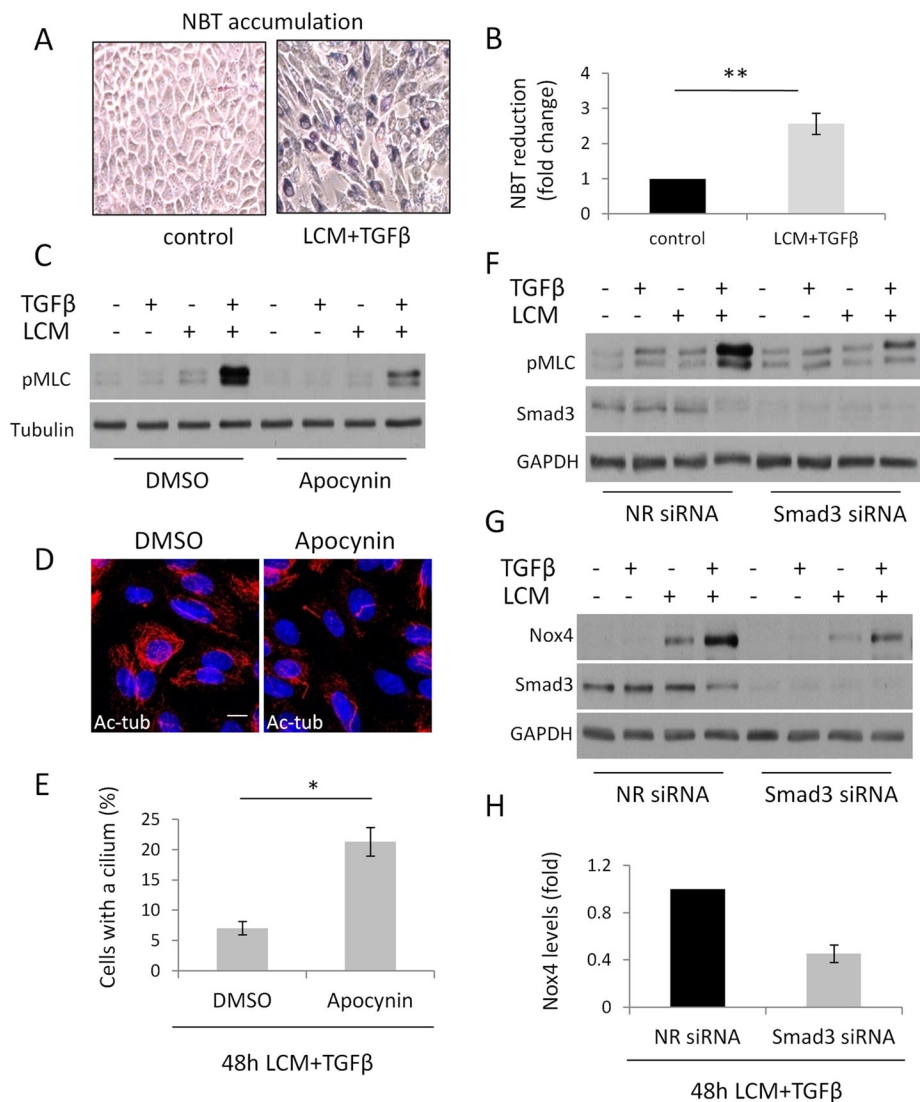 A
NBT accumulation
control
LCM+TGFβ
B
NBT reduction
(fold change)
4
3
2
1
0
**
control
LCM+TGFβ
C
TGFβ - + - + - + - +
LCM - - + + - - + +
pMLC
Tubulin
DMSO
Apocynin
D
DMSO
Apocynin
Ac-tub
Ac-tub
E
Cells with a cilium (%)
25
20
15
10
5
0
*
DMSO
Apocynin
48h LCM+TGFβ
F
TGFβ - + - + - + - +
LCM - - + + - - + +
pMLC
Smad3
GAPDH
NR siRNA
Smad3 siRNA
G
TGFβ - + - + - + - +
LCM - - + + - - + +
Nox4
Smad3
GAPDH
NR siRNA
Smad3 siRNA
H
Nox4 levels (fold)
1.2
0.8
0.4
0
NR siRNA
Smad3 siRNA
48h LCM+TGFβ